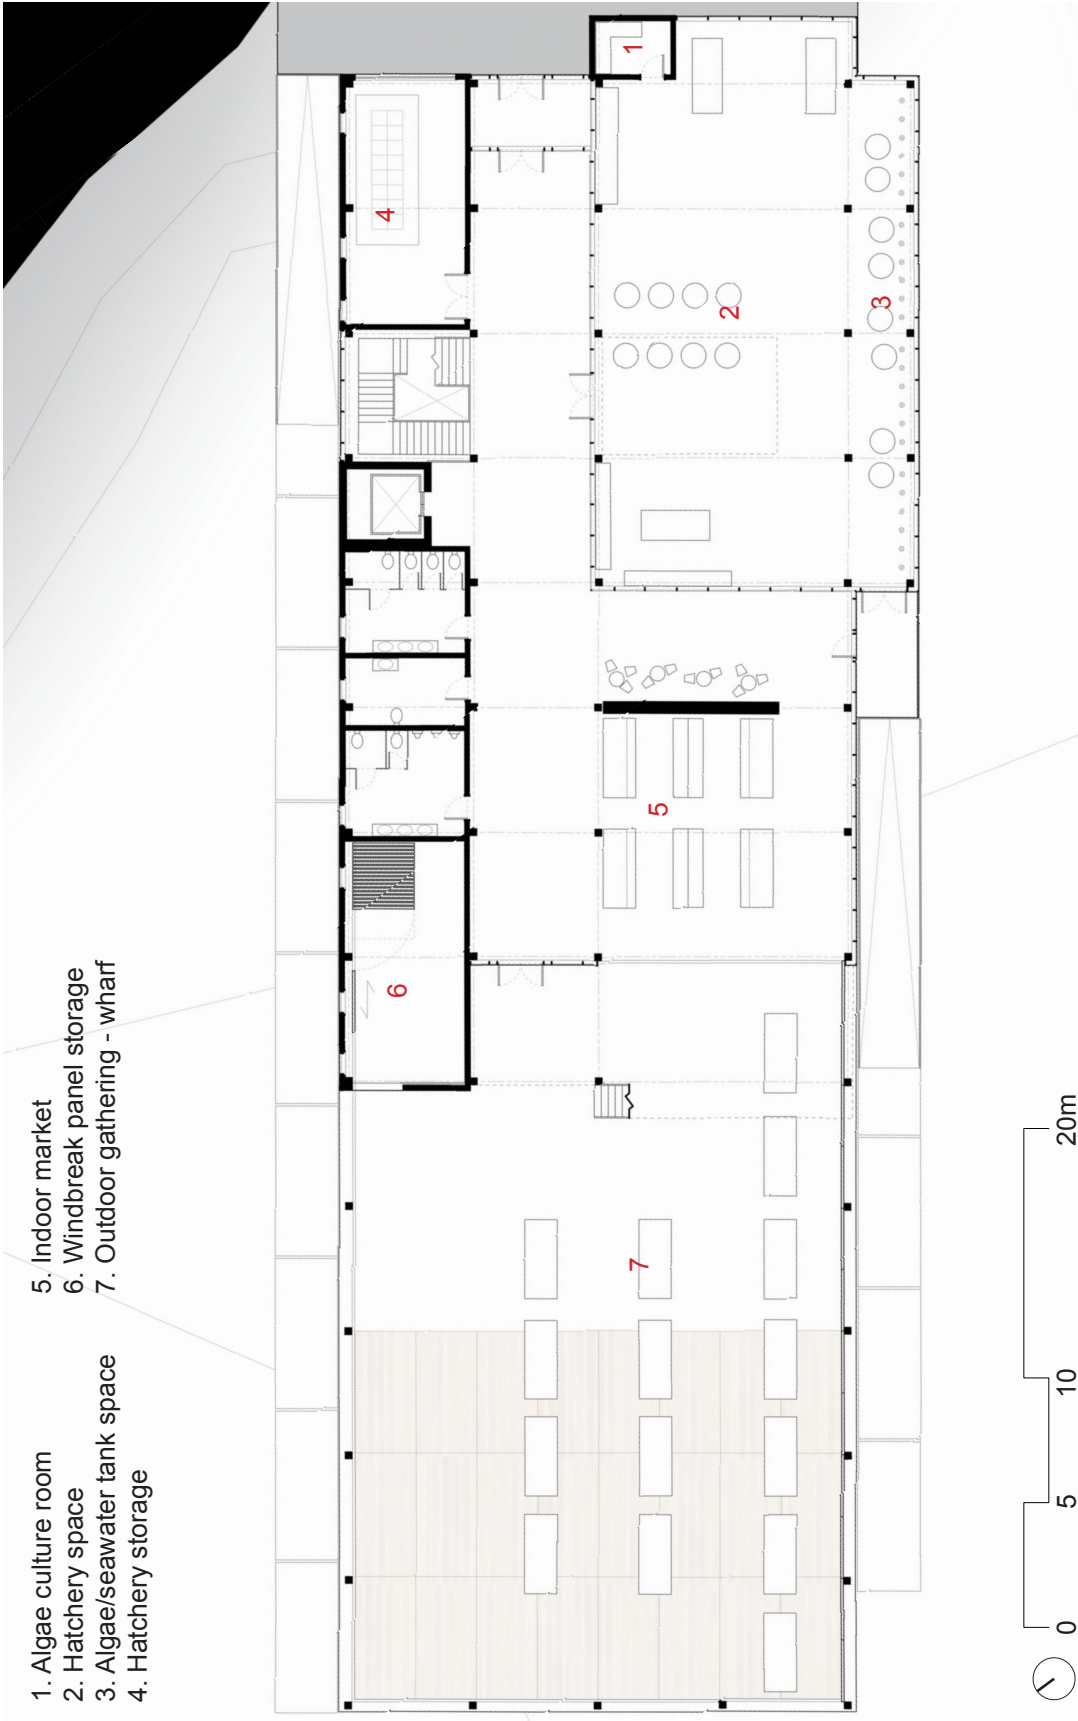 1. Algae culture room
2. Hatchery space
3. Algae/seawater tank space
4. Hatchery storage
5. Indoor market
6. Windbreak panel storage
7. Outdoor gathering - wharf
1
2
3
4
5
6
7
0 5 10 20m